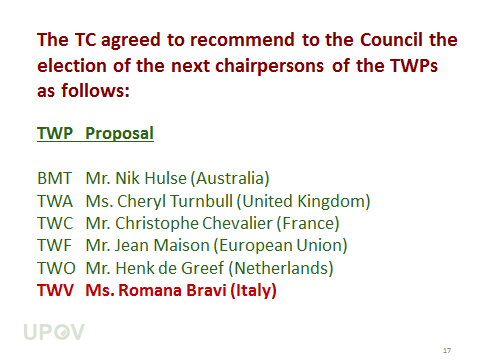 The TC agreed to recommend to the Council the
election of the next chairpersons of the TWPs
as follows:
TWP Proposal
BMT Mr. Nik Hulse (Australia)
TWA Ms. Cheryl Turnbull (United Kingdom)
TWC Mr. Christophe Chevalier (France)
TWF Mr. Jean Maison (European Union)
TWO Mr. Henk de Greef (Netherlands)
TWV Ms. Romana Bravi (Italy)
UPOV
17